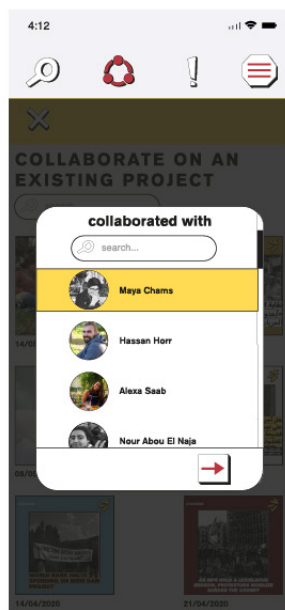 4:12
COLLABORATE ON AN
EXISTING PROJECT
collaborated with
search...
Maya Chams
Hassan Horr
Alexa Saab
Nour Abou El Naja
14/04/2020
21/04/2020